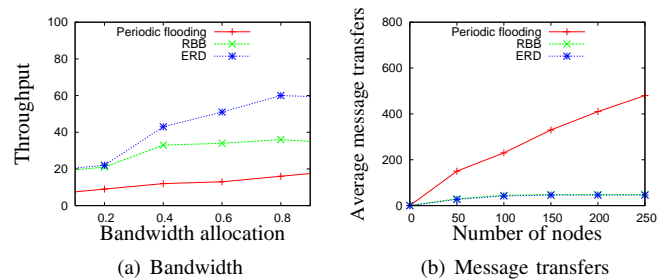 Throughput
100
80
60
40
20
0
Periodic flooding
RBB
ERD
0.2
0.4
0.6
0.8
Bandwidth allocation
(a) Bandwidth
Average message transfers
800
600
400
200
0
Periodic flooding
RBB
ERD
0
50
100
150
200
250
Number of nodes
(b) Message transfers